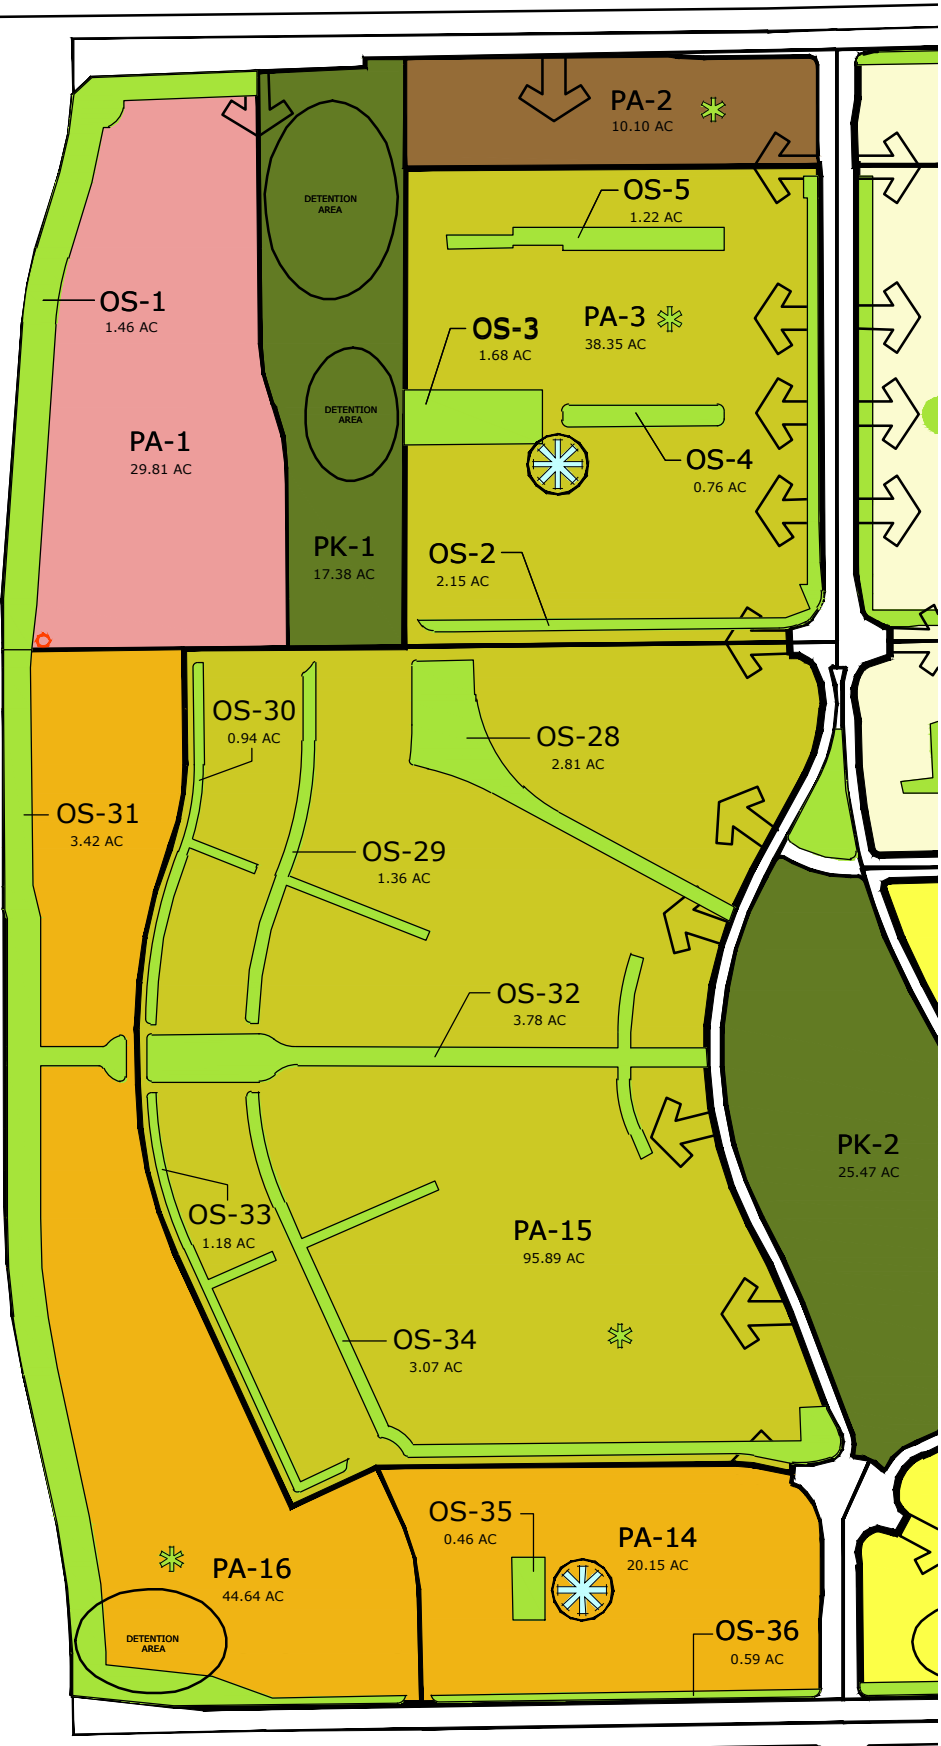 PA-2
10.10 AC
OS-5
1.22 AC
DETENTION
AREA
OS-1
1.46 AC
PA-3
38.35 AC
OS-3
1.68 AC
DETENTION
AREA
PA-1
29.81 AC
OS-4
0.76 AC
PK-1
17.38 AC
OS-2
2.15 AC
OS-30
0.94 AC
OS-28
2.81 AC
OS-31
3.42 AC
OS-29
1.36 AC
OS-32
3.78 AC
PK-2
25.47 AC
OS-33
1.18 AC
PA-15
95.89 AC
OS-34
3.07 AC
OS-35
0.46 AC
PA-14
20.15 AC
PA-16
44.64 AC
DETENTION
AREA
OS-36
0.59 AC